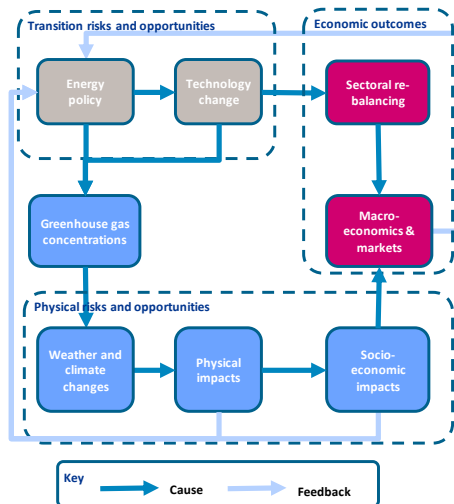 Transition risks and opportunities
Economic outcomes
Energy
policy
Technology
change
Sectoral re-
balancing
Greenhouse gas
concentrations
Macro-
economics &
markets
Physical risks and opportunities
Weather and
climate
changes
Physical
impacts
Socio-
economic
impacts
Key
Cause
Feedback